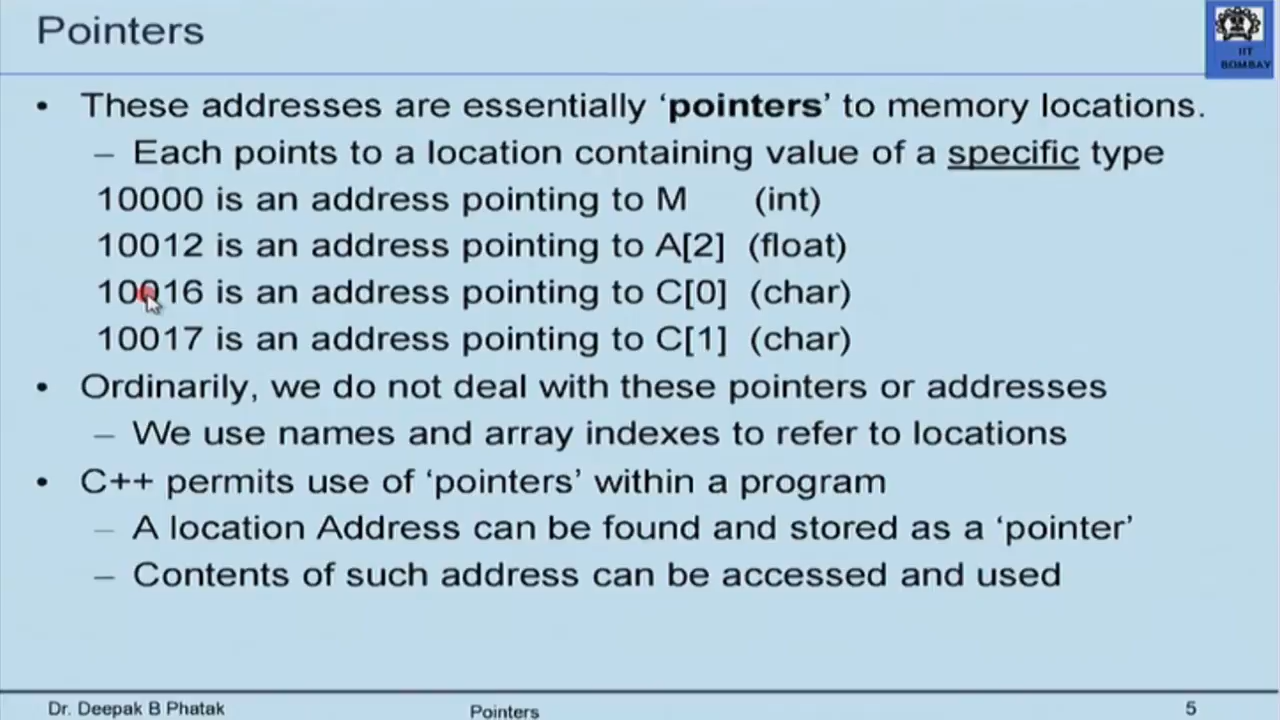 Pointers
IIT
BOMBAY
• These addresses are essentially ‘pointers’ to memory locations.
– Each points to a location containing value of a specific type
10000 is an address pointing to M (int)
10012 is an address pointing to A[2] (float)
10016 is an address pointing to C[0] (char)
10017 is an address pointing to C[1] (char)
• Ordinarily, we do not deal with these pointers or addresses
– We use names and array indexes to refer to locations
• C++ permits use of ‘pointers’ within a program
– A location Address can be found and stored as a ‘pointer’
– Contents of such address can be accessed and used
Dr. Deepak B Phatak Pointers 5